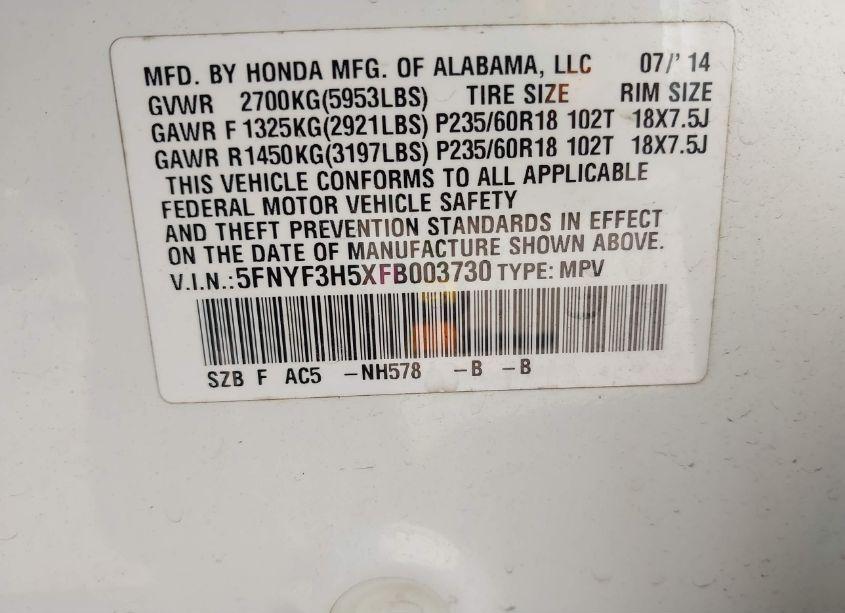 MFD. BY HONDA MFG. OF ALABAMA, LLC 07/' 14
GVWR 2700KG(5953LBS) TIRE SIZE RIM SIZE
GAWR F 1325KG(2921LBS) P235/60R18 102T 18X7.5J
GAWR R1450KG(3197LBS) P235/60R18 102T 18X7.5J
THIS VEHICLE CONFORMS TO ALL APPLICABLE
FEDERAL MOTOR VEHICLE SAFETY
AND THEFT PREVENTION STANDARDS IN EFFECT
ON THE DATE OF MANUFACTURE SHOWN ABOVE.
V.I.N.:5FNYF3H5XFB003730 TYPE: MPV
SZB F AC5 -NH578 -B -B